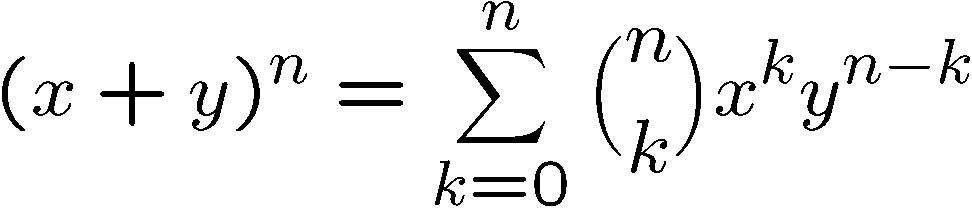 $(x+y)^n = \sum_{k=0}^{n} \binom{n}{k} x^k y^{n-k}$